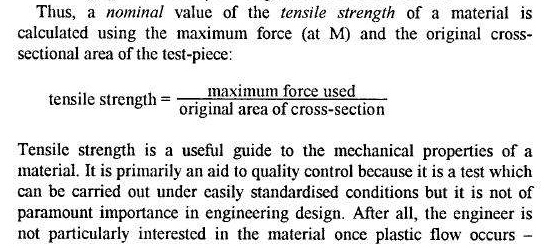 Thus, a nominal value of the tensile strength of a material is
calculated using the maximum force (at M) and the original cross-
sectional area of the test-piece:
tensile strength = maximum force used
original area of cross-section
Tensile strength is a useful guide to the mechanical properties of a
material. It is primarily an aid to quality control because it is a test which
can be carried out under easily standardised conditions but it is not of
paramount importance in engineering design. After all, the engineer is
not particularly interested in the material once plastic flow occurs –